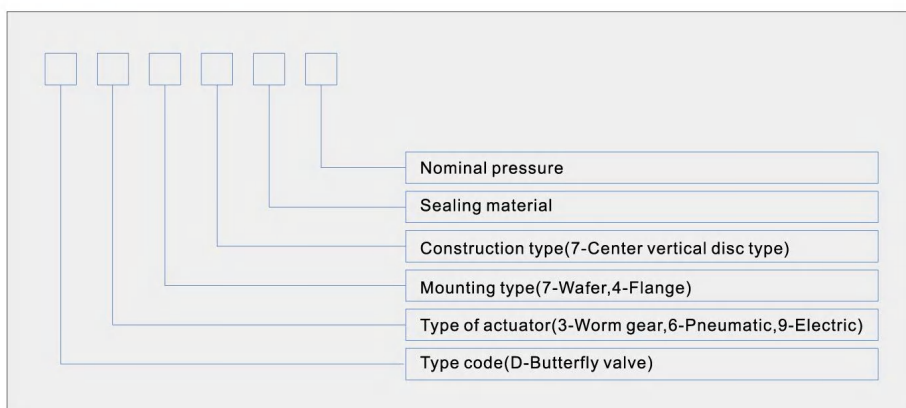 Nominal pressure
Sealing material
Construction type(7-Center vertical disc type)
Mounting type(7-Wafer,4-Flange)
Type of actuator(3-Worm gear,6-Pneumatic,9-Electric)
Type code(D-Butterfly valve)